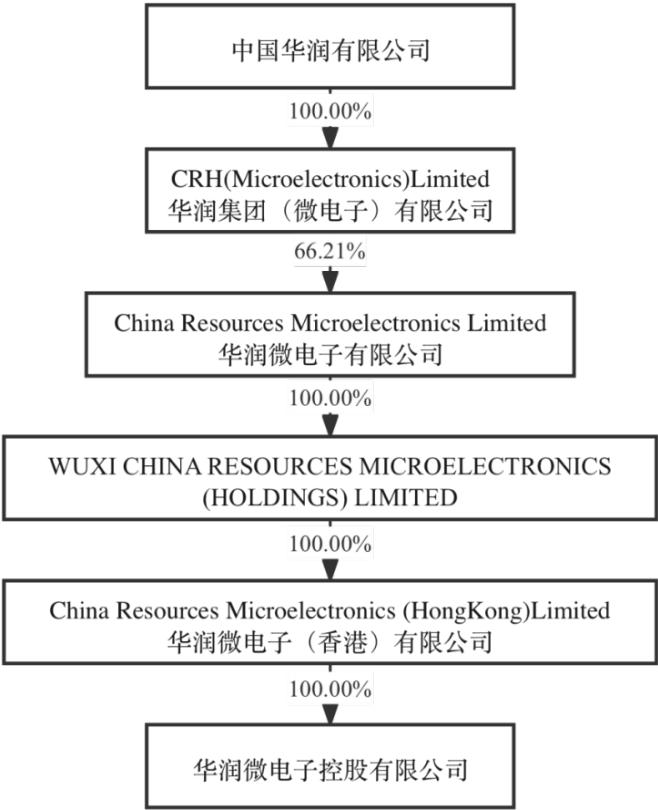 中国华润有限公司
100.00%
CRH(Microelectronics)Limited
华润集团（微电子）有限公司
66.21%
China Resources Microelectronics Limited
华润微电子有限公司
100.00%
WUXI CHINA RESOURCES MICROELECTRONICS
(HOLDINGS) LIMITED
100.00%
China Resources Microelectronics (HongKong)Limited
华润微电子（香港）有限公司
100.00%
华润微电子控股有限公司